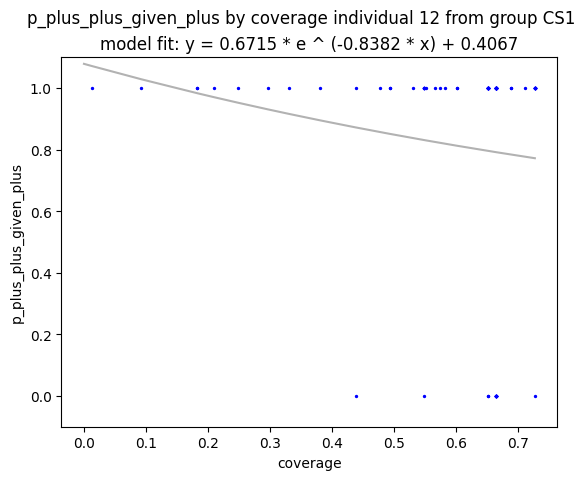 p_plus_plus_given_plus by coverage individual 12 from group CS1
model fit: y = 0.6715 * e ^ (-0.8382 * x) + 0.4067
1.0
0.8
0.6
0.4
0.2
0.0
p_plus_plus_given_plus
0.0 0.1 0.2 0.3 0.4 0.5 0.6 0.7
coverage